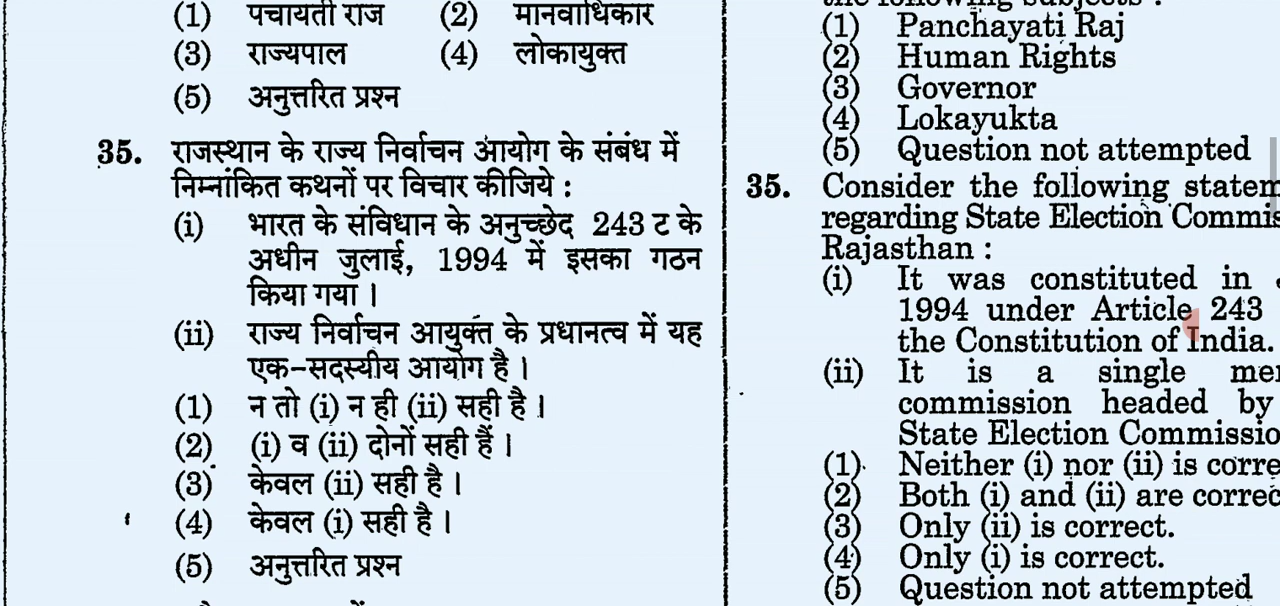 (1) पचायती राज (2) मानवाधिकार
(3) राज्यपाल (4) लोकायुक्त
(5) अनुत्तरित प्रश्न
35. राजस्थान के राज्य निर्वाचन आयोग के संबंध में
निम्नांकित कथनों पर विचार कीजिये :
(i) भारत के संविधान के अनुच्छेद 243 ट के
अधीन जुलाई, 1994 में इसका गठन
किया गया ।
(ii) राज्य निर्वाचन आयुक्त के प्रधानत्व में यह
एक-सदस्यीय आयोग है ।
(1) न तो (i) न ही (ii) सही है ।
(2) (i) व (ii) दोनों सही हैं ।
(3) केवल (ii) सही है ।
(4) केवल (i) सही है ।
(5) अनुत्तरित प्रश्न
the following subjects :
(1) Panchayati Raj
(2) Human Rights
(3) Governor
(4) Lokayukta
(5) Question not attempted
35. Consider the following statem
regarding State Election Commis
Rajasthan :
(i) It was constituted in
1994 under Article 243
the Constitution of India.
(ii) It is a single mem
commission headed by
State Election Commissio
(1) Neither (i) nor (ii) is corre
(2) Both (i) and (ii) are correc
(3) Only (ii) is correct.
(4) Only (i) is correct.
(5) Question not attempted